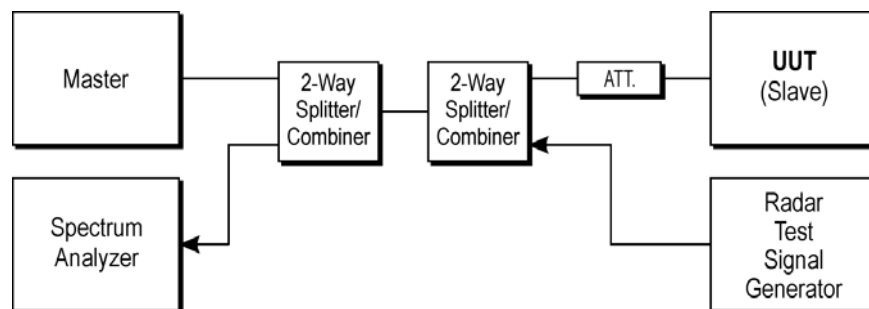 Master
2-Way
Splitter/
Combiner
2-Way
Splitter/
Combiner
ATT.
UUT
(Slave)
Spectrum
Analyzer
Radar
Test
Signal
Generator